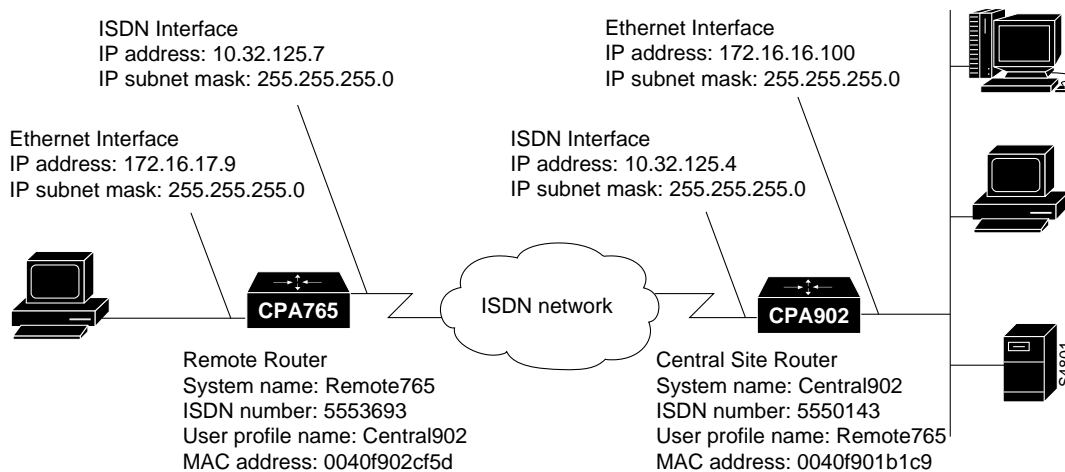 ISDN Interface
IP address: 10.32.125.7
IP subnet mask: 255.255.255.0
Ethernet Interface
IP address: 172.16.16.100
IP subnet mask: 255.255.255.0
Ethernet Interface
IP address: 172.16.17.9
IP subnet mask: 255.255.255.0
ISDN Interface
IP address: 10.32.125.4
IP subnet mask: 255.255.255.0
CPA765
ISDN network
CPA902
Remote Router
System name: Remote765
ISDN number: 5553693
User profile name: Central902
MAC address: 0040f902cf5d
Central Site Router
System name: Central902
ISDN number: 5550143
User profile name: Remote765
MAC address: 0040f901b1c9
S4801